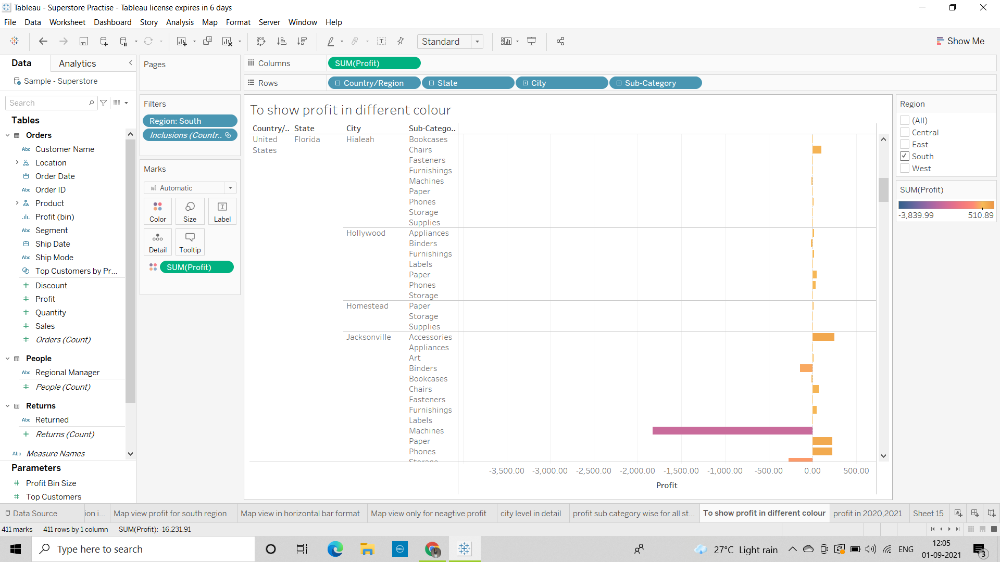 Tableau - Superstore Practise - Tableau license expires in 6 days
File Data Worksheet Dashboard Story Analysis Map Format Server Window Help
Standard
Show Me
Data Analytics
Sample - Superstore
Search
Tables
Orders
Abc Customer Name
Location
Order Date
Abc Order ID
Product
Profit (bin)
Abc Segment
Ship Date
Abc Ship Mode
Top Customers by Pr...
Discount
Profit
Quantity
Sales
Orders (Count)
People
Abc Regional Manager
People (Count)
Returns
Abc Returned
Returns (Count)
Abc Measure Names
Parameters
Profit Bin Size
Top Customers
Pages
Filters
Region: South
Inclusions (Countr..
Marks
Automatic
Color Size Label
Detail Tooltip
SUM(Profit)
Columns SUM(Profit)
Rows Country/Region State City Sub-Category
To show profit in different colour
Country/.. State City Sub-Catego..
United States Florida Hialeah Bookcases
Chairs
Fasteners
Furnishings
Machines
Paper
Phones
Storage
Supplies
Hollywood Appliances
Binders
Furnishings
Labels
Paper
Phones
Storage
Homestead Paper
Storage
Supplies
Jacksonville Accessories
Appliances
Art
Binders
Bookcases
Chairs
Fasteners
Furnishings
Labels
Machines
Paper
Phones
Storage
-3,500.00 -3,000.00 -2,500.00 -2,000.00 -1,500.00 -1,000.00 -500.00 0.00 500.00
Profit
Region
(All)
Central
East
South
West
SUM(Profit)
-3,839.99 510.89
Data Source ion i... Map view profit for south region Map view in horizontal bar format Map view only for neagtive profit city level in detail profit sub category wise for all st... To show profit in different colour profit in 2020,2021 Sheet 15
411 marks 411 rows by 1 column SUM(Profit): -16,231.91
Type here to search
DELL
27°C Light rain
ENG
12:05
01-09-2021
3